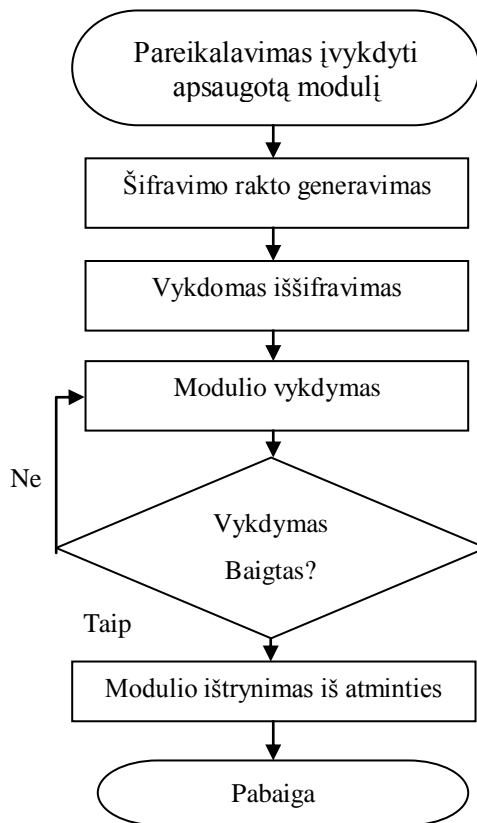 Pareikalavimas įvykdyti
apsaugotą modulį
Šifravimo rakto generavimas
Vykdomas iššifravimas
Modulio vykdymas
Ne
Vykdymas
Baigtas?
Taip
Modulio ištrynimas iš atminties
Pabaiga